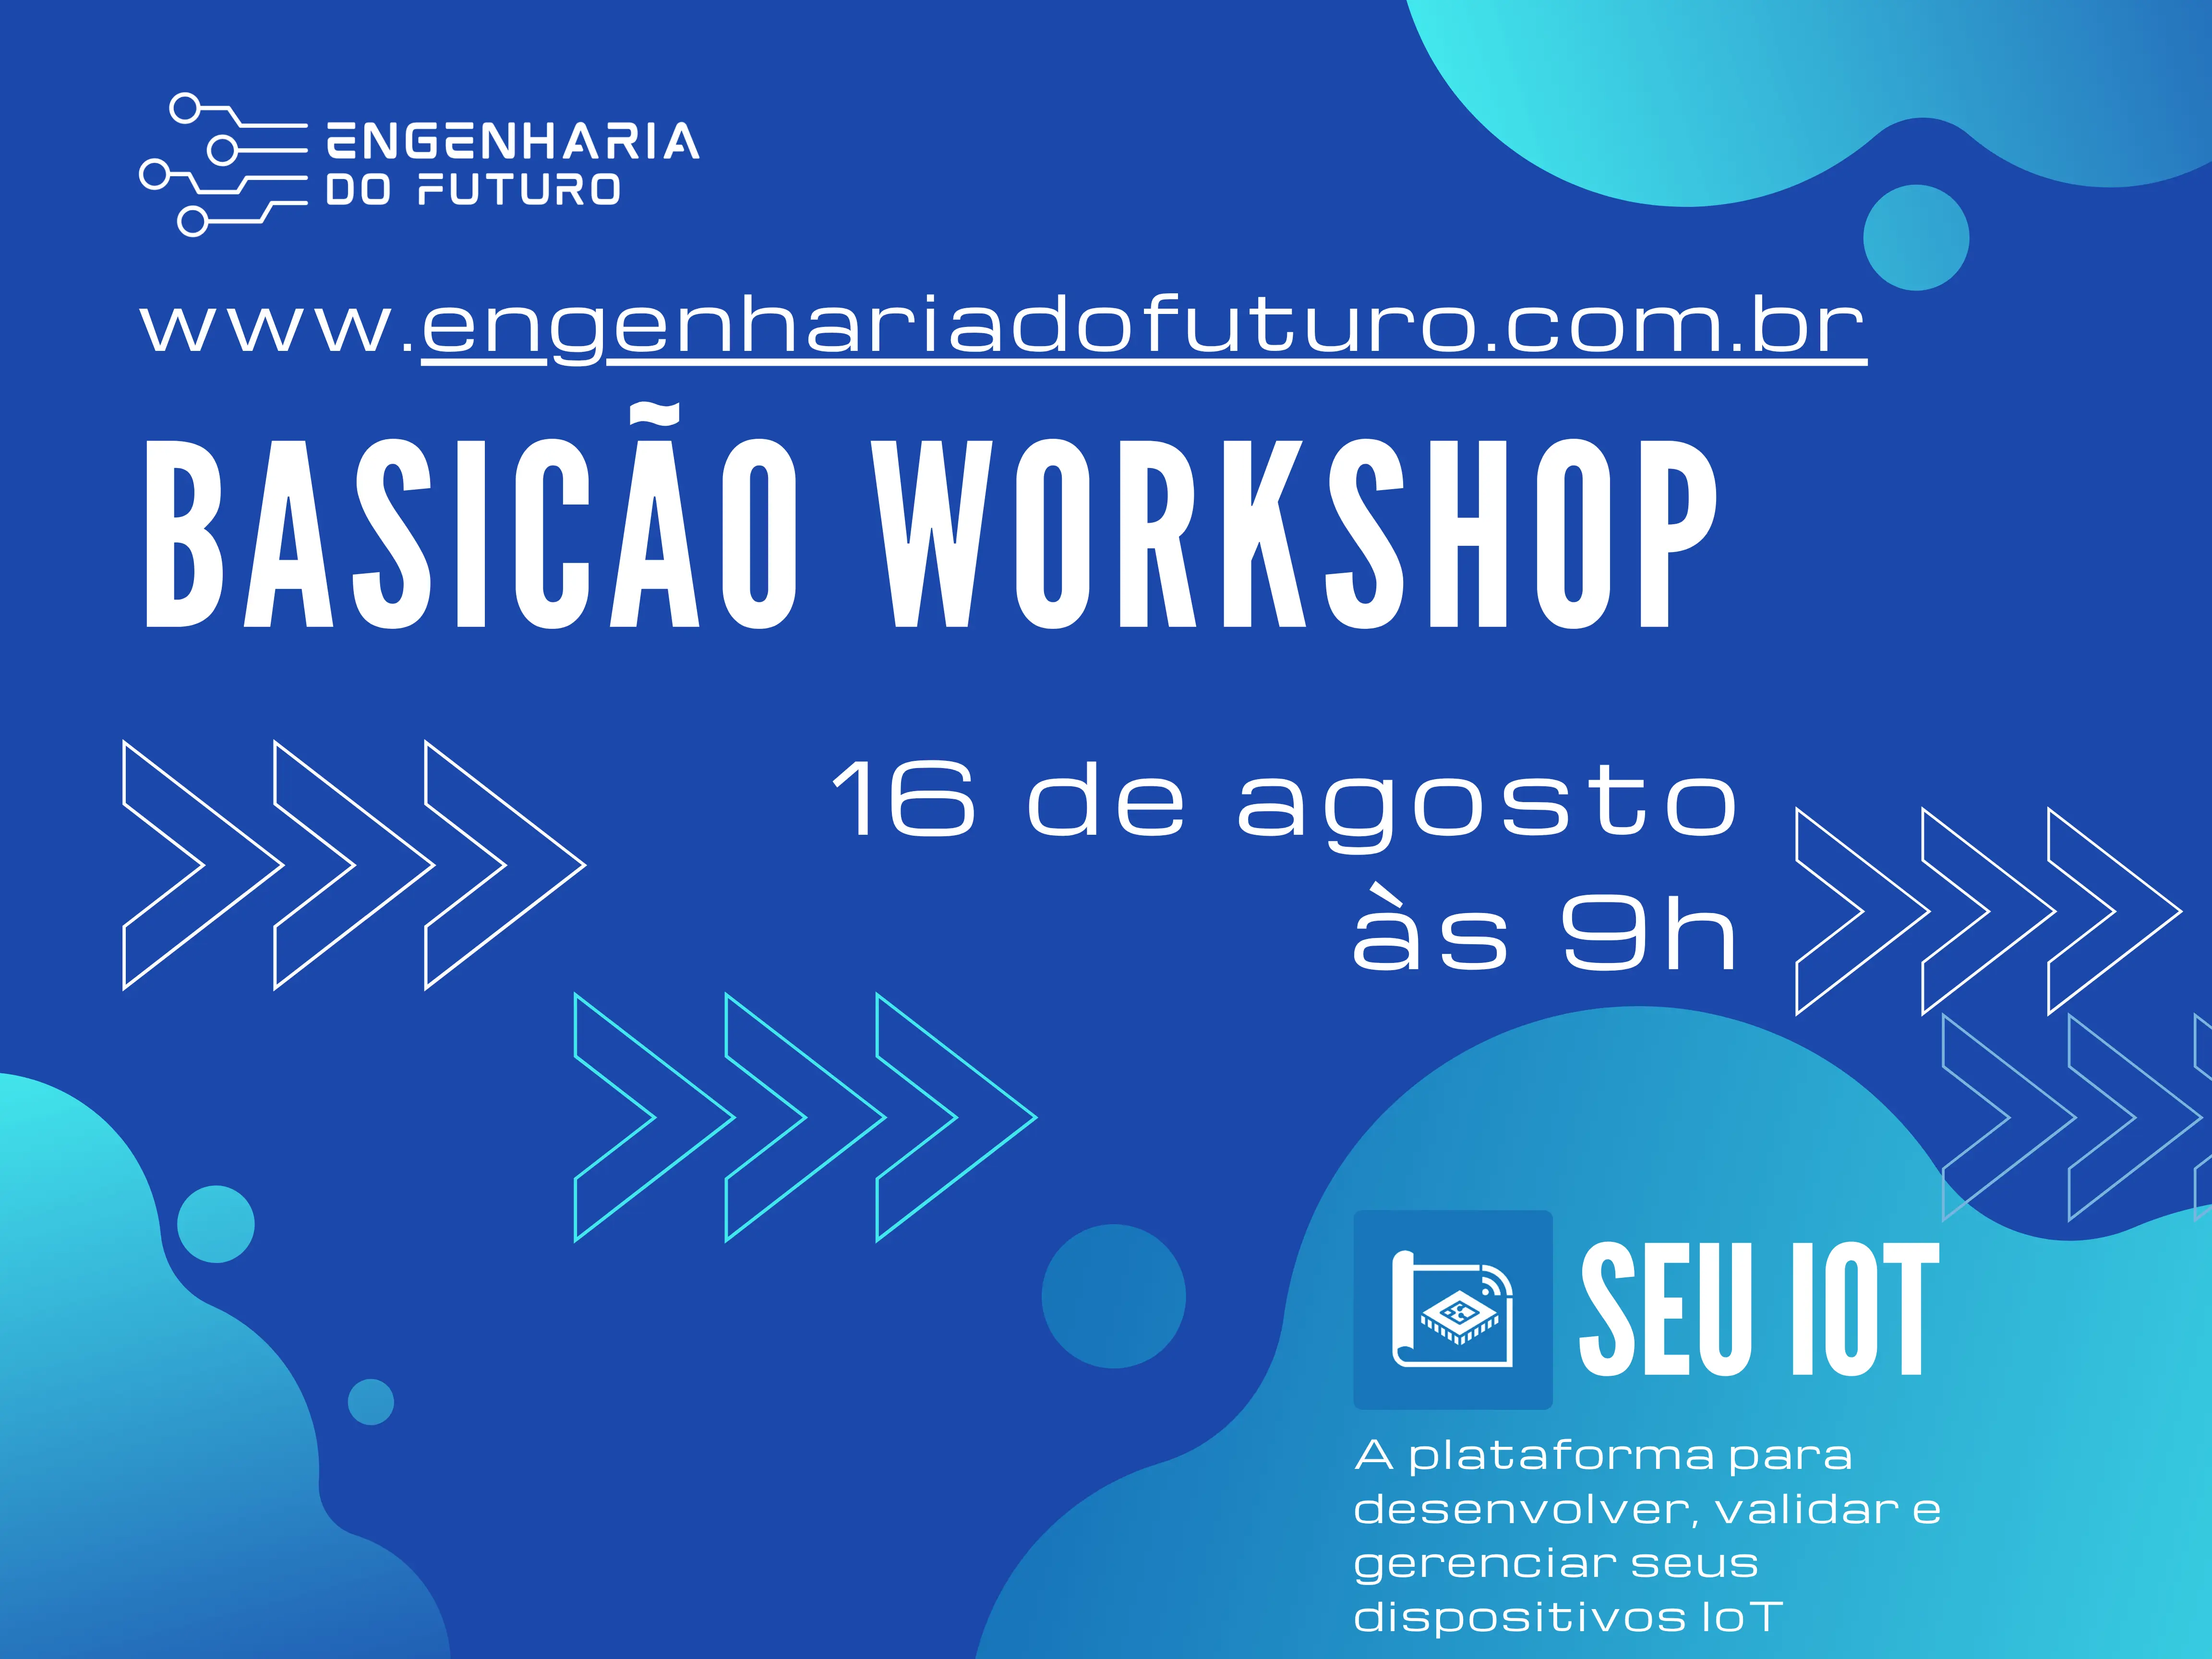 ENGENHARIA
DO FUTURO
www.engenhariadofuturo.com.br
BASICÃO WORKSHOP
16 de agosto
às 9h
SEU IOT
A plataforma para
desenvolver, validar e
gerenciar seus
dispositivos IoT